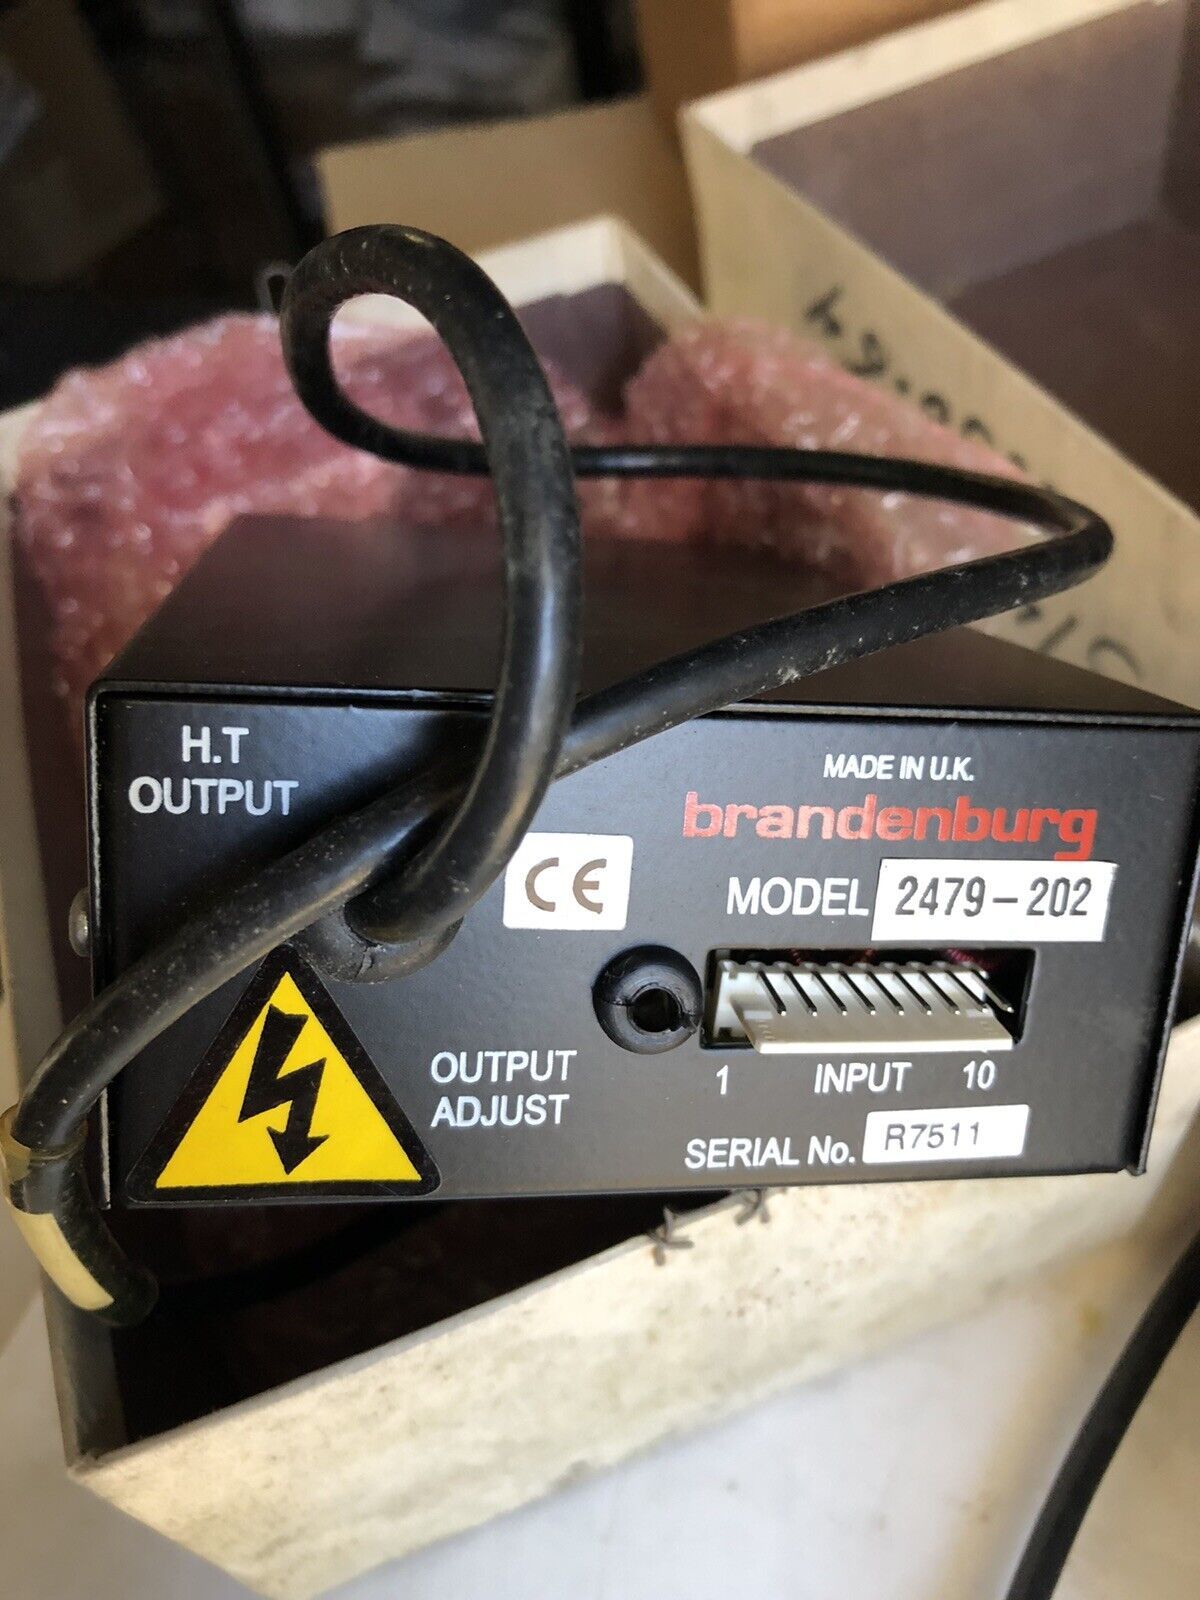 H.T
OUTPUT
MADE IN U.K.
brandenburg
CE
MODEL 2479-202
OUTPUT
ADJUST
1 INPUT 10
SERIAL No. R7511